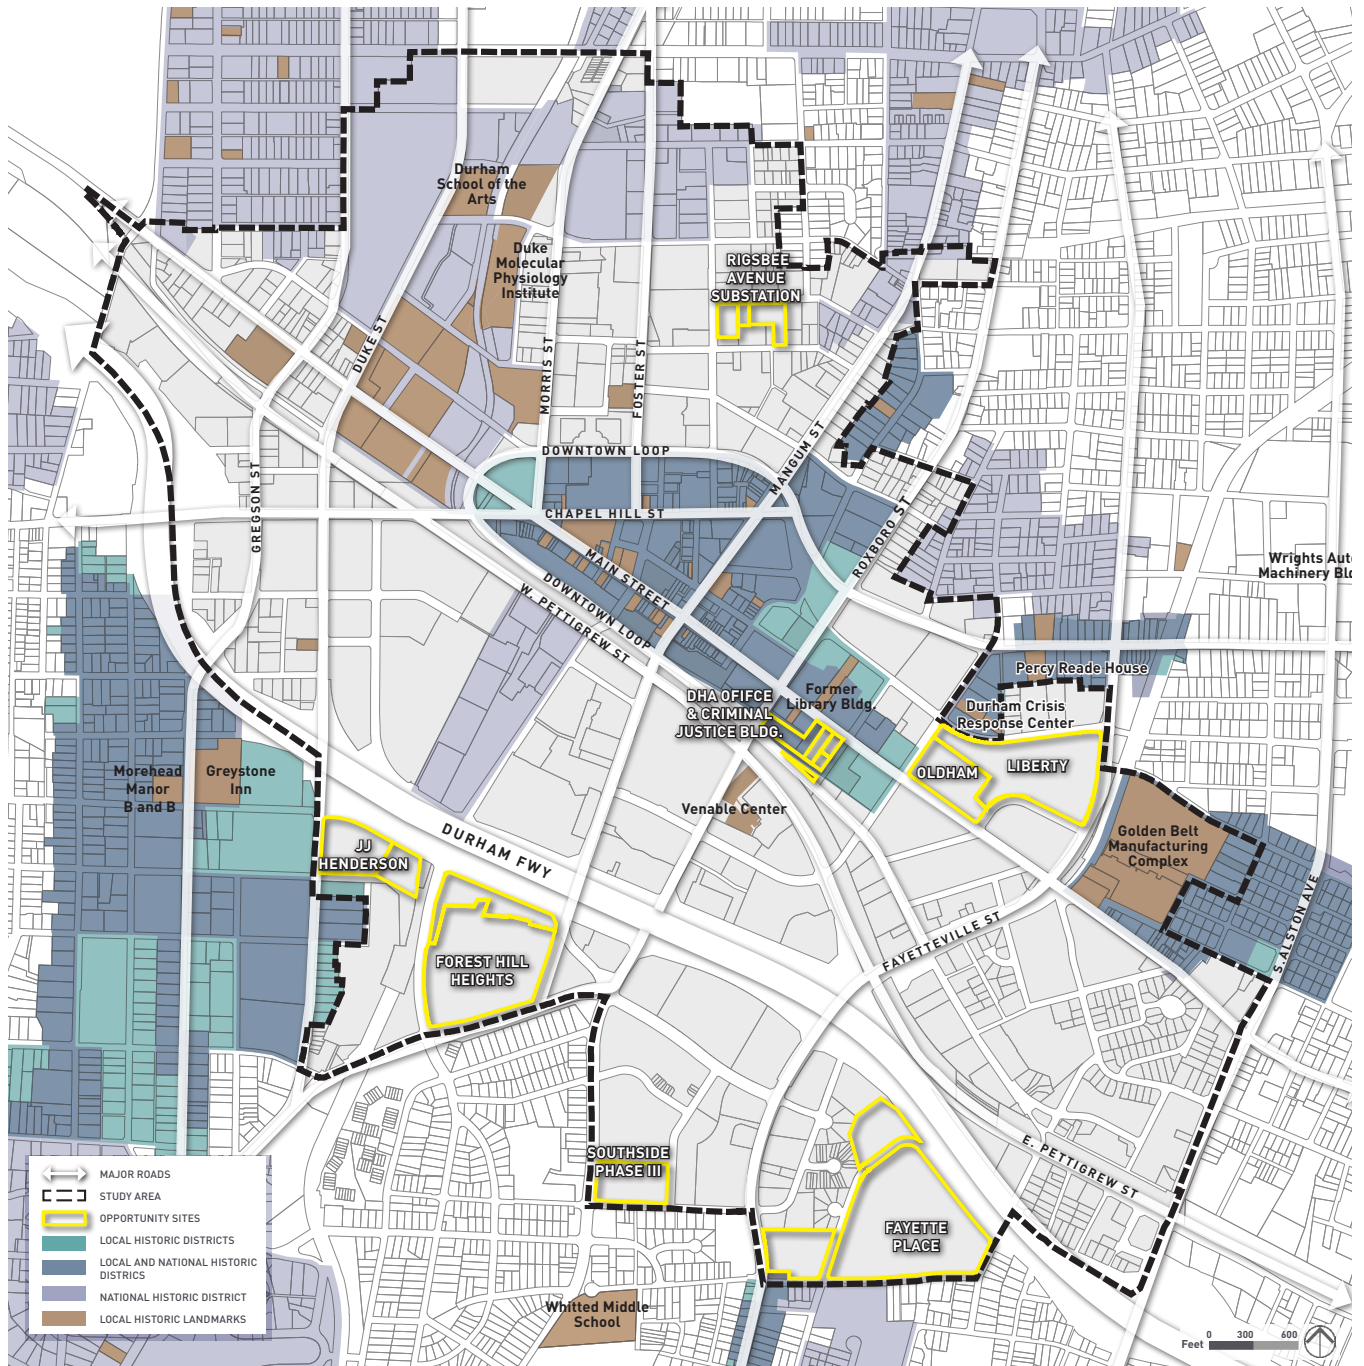 Durham
School of the
Arts
Duke
Molecular
Physiology
Institute
RIGSBEE
AVENUE
SUBSTATION
DUKE ST
MORRIS ST
FOSTER ST
MANGUM ST
DOWNTOWN LOOP
GREGSON ST
CHAPEL HILL ST
ROXBORO ST
MAIN STREET
DOWNTOWN LOOP
W. PETTIGREW ST
Wrights Auto
Machinery Bld
Percy Reade House
DHA OFIFCE
& CRIMINAL
JUSTICE BLDG.
Former
Library Bldg.
Durham Crisis
Response Center
OLDHAM
LIBERTY
Morehead
Manor
B and B
Greystone
Inn
Venable Center
DURHAM FWY
JJ
HENDERSON
Golden Belt
Manufacturing
Complex
FAYETTEVILLE ST
S. ALSTON AVE
FOREST HILL
HEIGHTS
E. PETTIGREW ST
SOUTHSIDE
PHASE III
FAYETTE
PLACE
Whitted Middle
School
MAJOR ROADS
STUDY AREA
OPPORTUNITY SITES
LOCAL HISTORIC DISTRICTS
LOCAL AND NATIONAL HISTORIC
DISTRICS
NATIONAL HISTORIC DISTRICT
LOCAL HISTORIC LANDMARKS
Feet 0 300 600